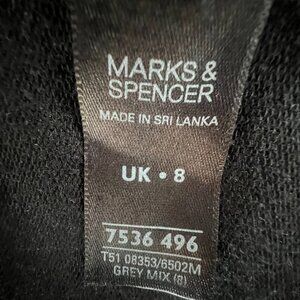 MARKS &
SPENCER
MADE IN SRI LANKA
UK • 8
7536 496
T51 08353/6502M
GREY MIX (8)